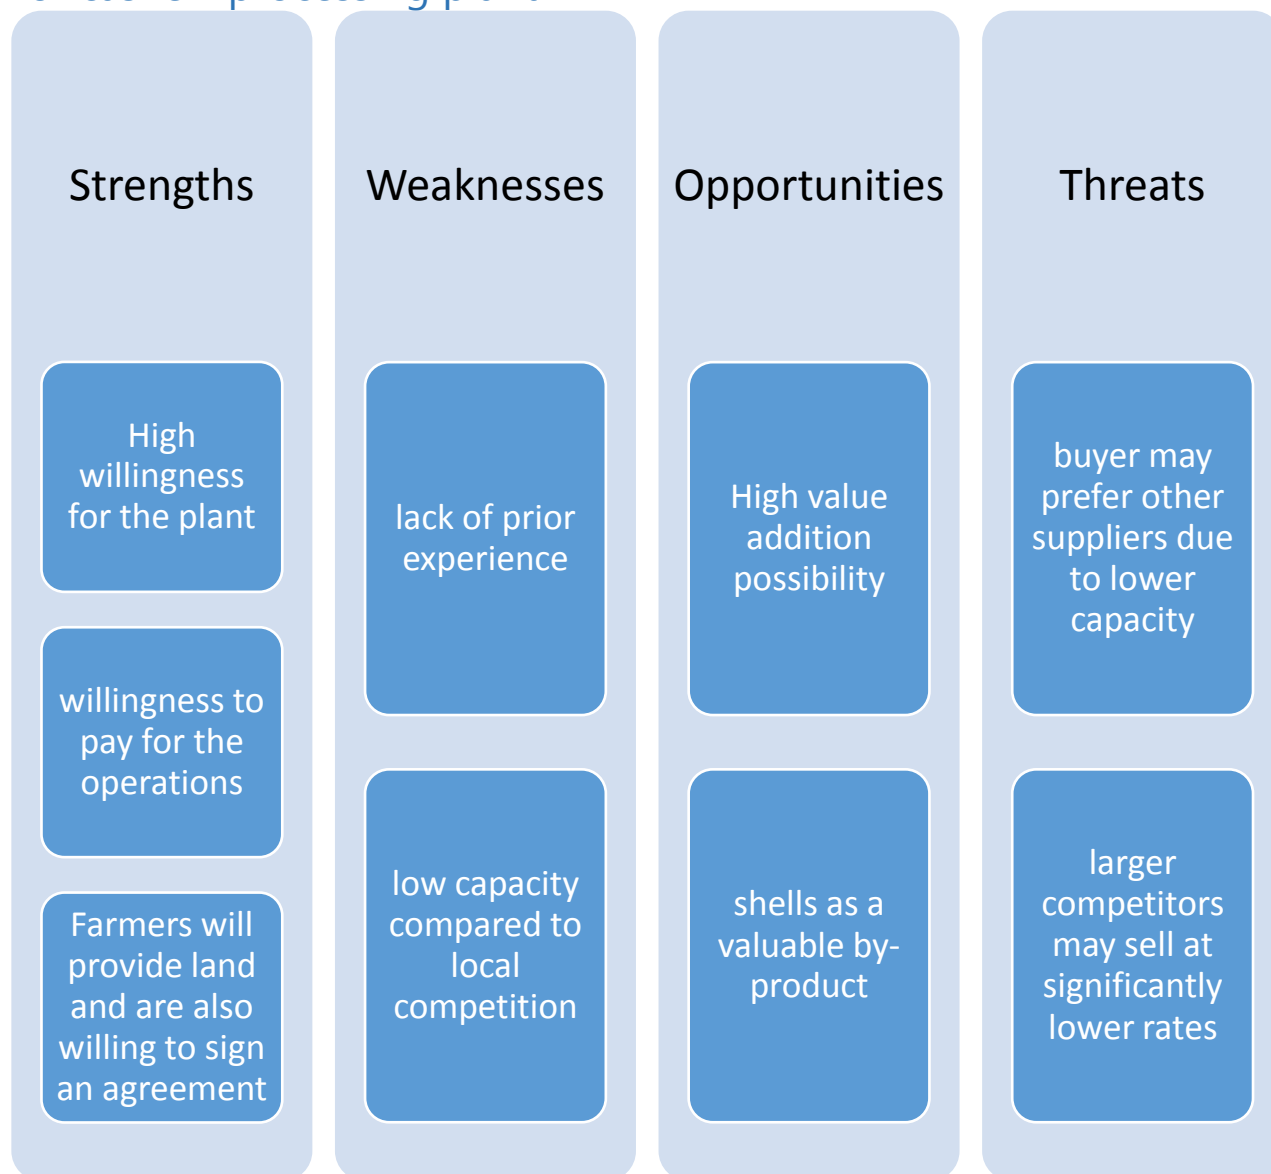 processing plant
Strengths
High
willingness
for the plant
willingness to
pay for the
operations
Farmers will
provide land
and are also
willing to sign
an agreement
Weaknesses
lack of prior
experience
low capacity
compared to
local
competition
Opportunities
High value
addition
possibility
shells as a
valuable by-
product
Threats
buyer may
prefer other
suppliers due
to lower
capacity
larger
competitors
may sell at
significantly
lower rates